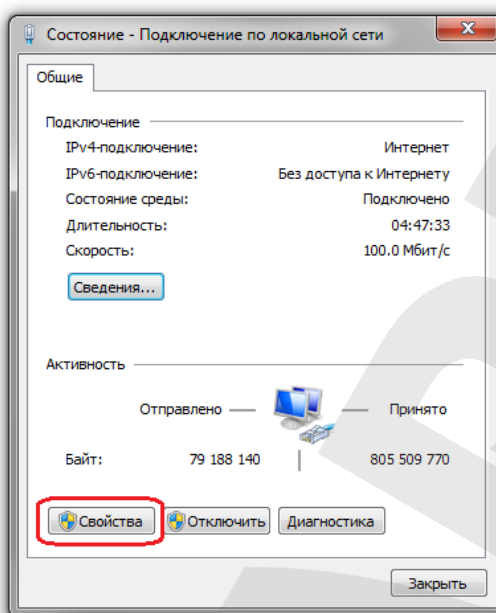 Состояние - Подключение по локальной сети
Общие
Подключение
IPv4-подключение: Интернет
IPv6-подключение: Без доступа к Интернету
Состояние среды: Подключено
Длительность: 04:47:33
Скорость: 100.0 Мбит/с
Сведения...
Активность
Отправлено — — Принято
Байт: 79 188 140 | 805 509 770
Свойства Отключить Диагностика
Закрыть